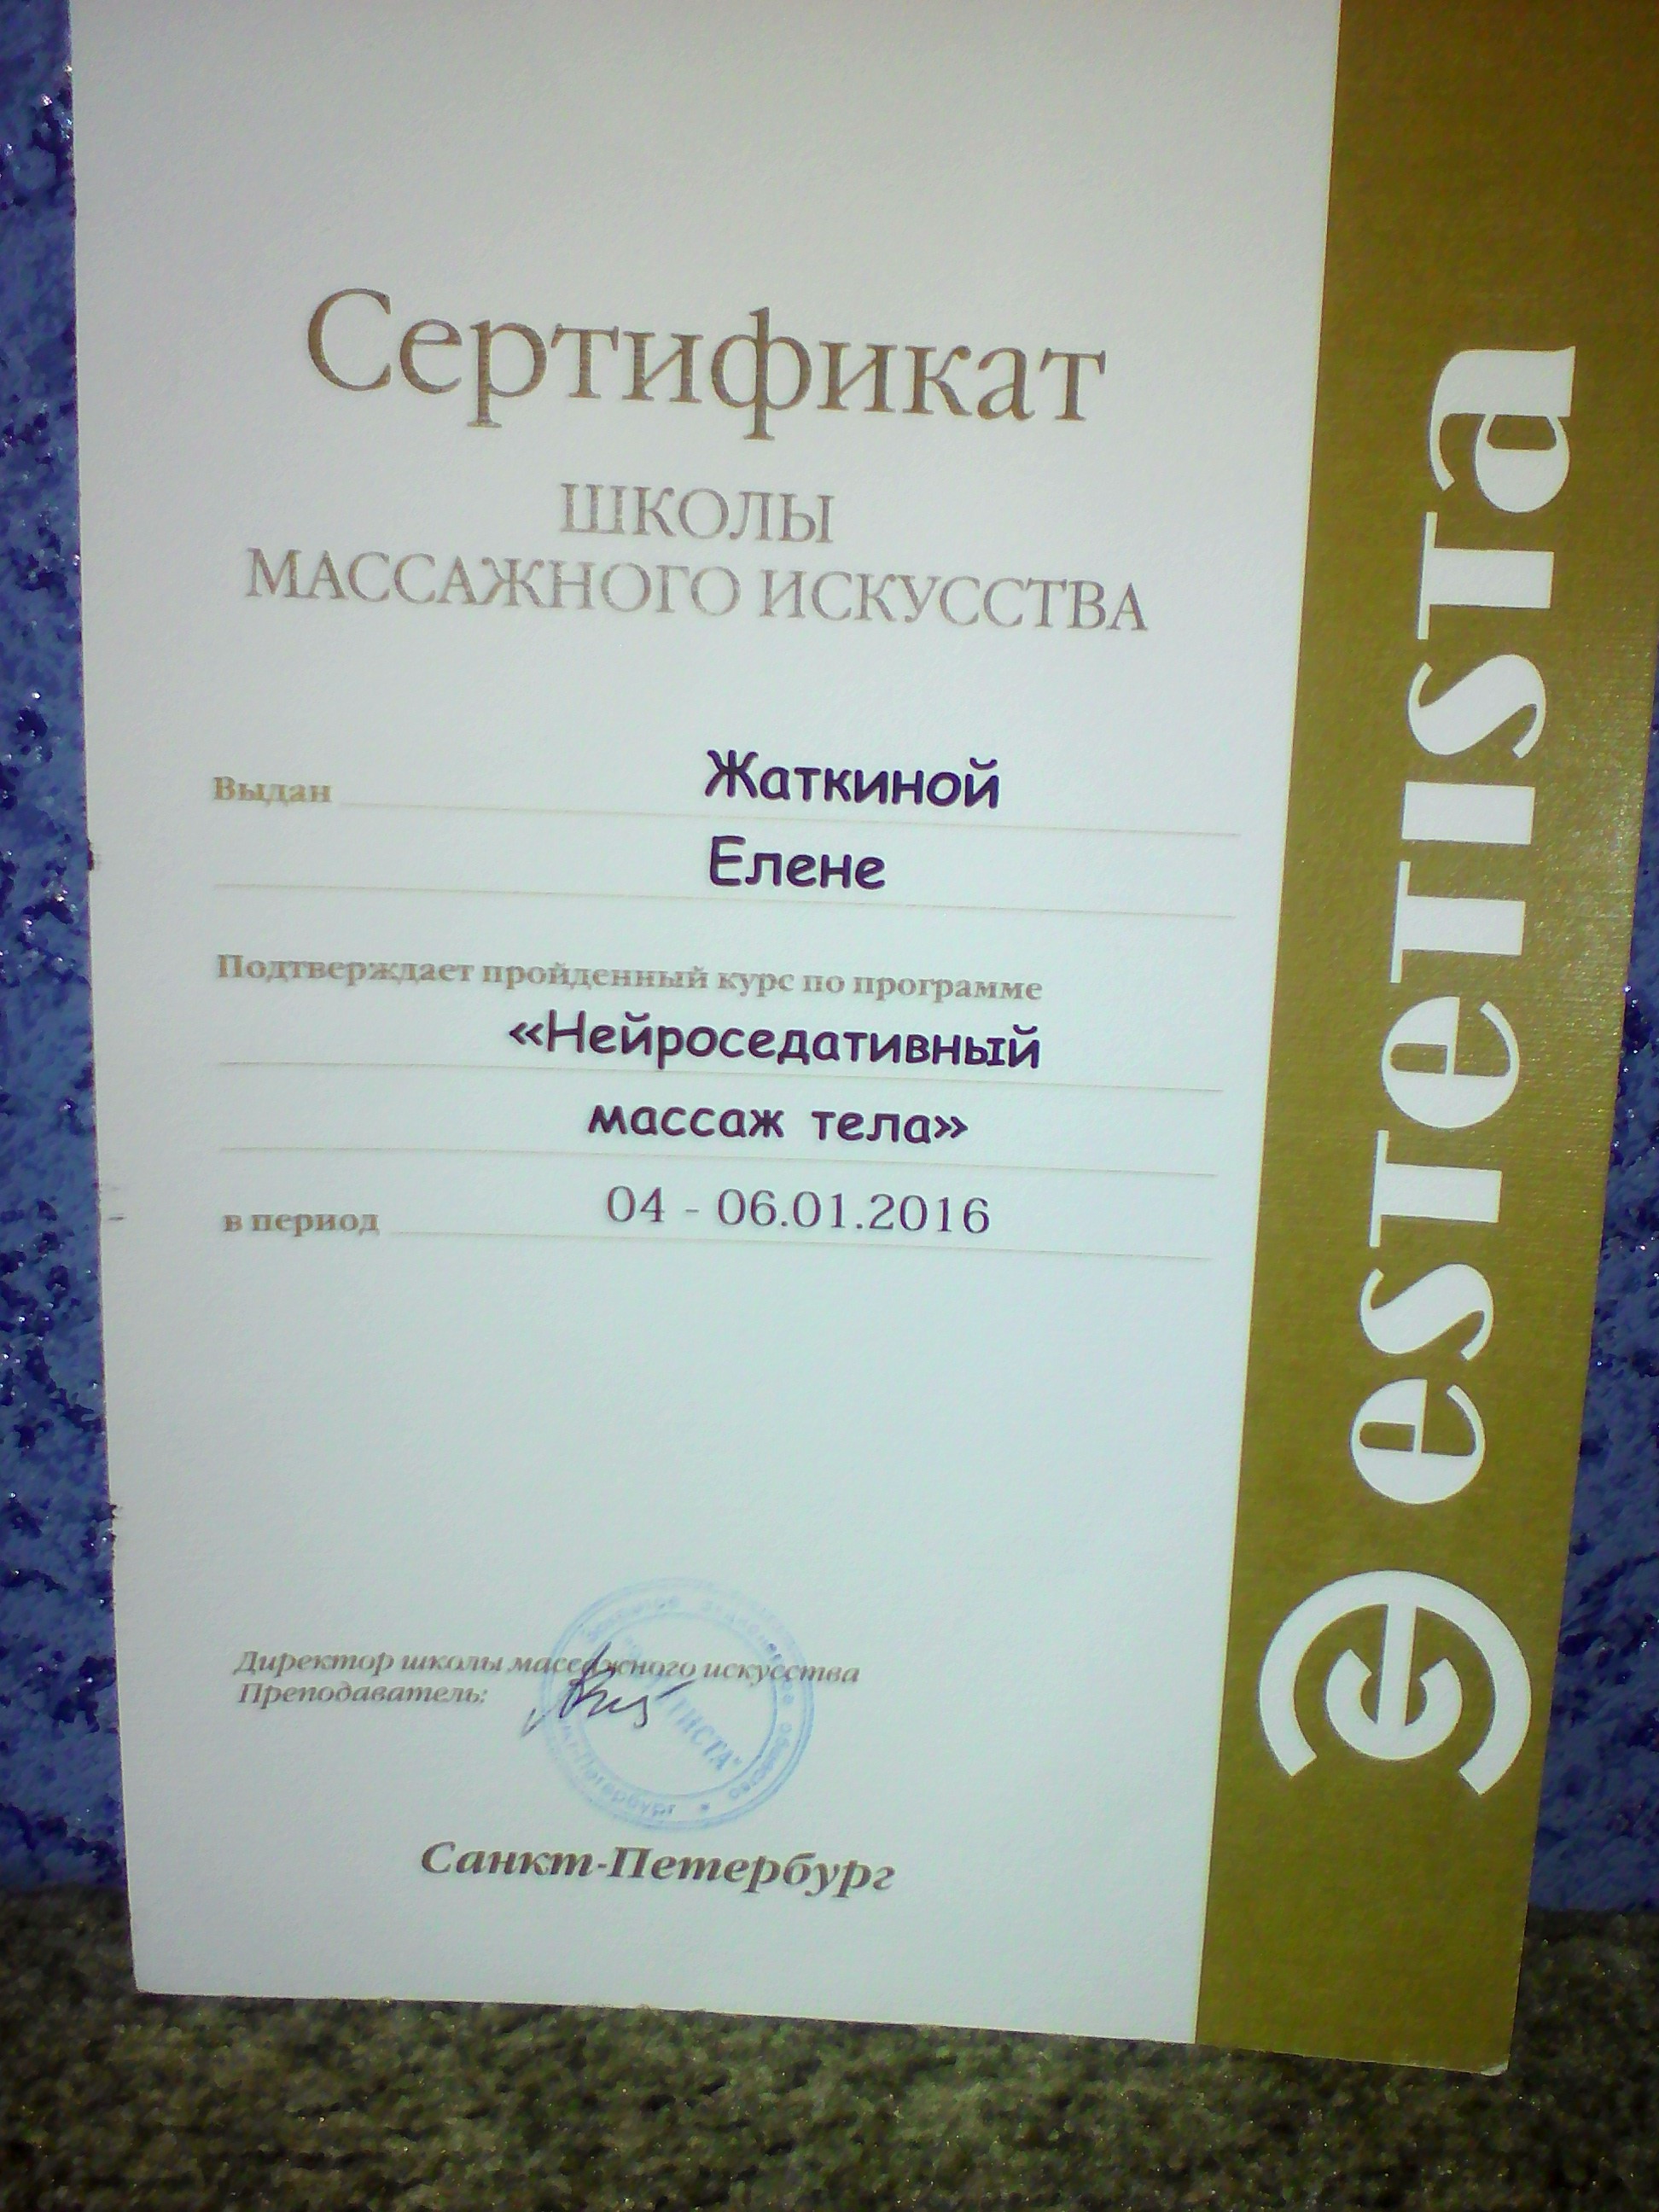 Сертификат
ШКОЛЫ
МАССАЖНОГО ИСКУССТВА
Выдан Жаткиной
Елене
Подтверждает пройденный курс по программе
«Нейроседативный
массаж тела»
в период 04 - 06.01.2016
Директор школы массажного искусства
Преподаватель:
Санкт-Петербург
estetista